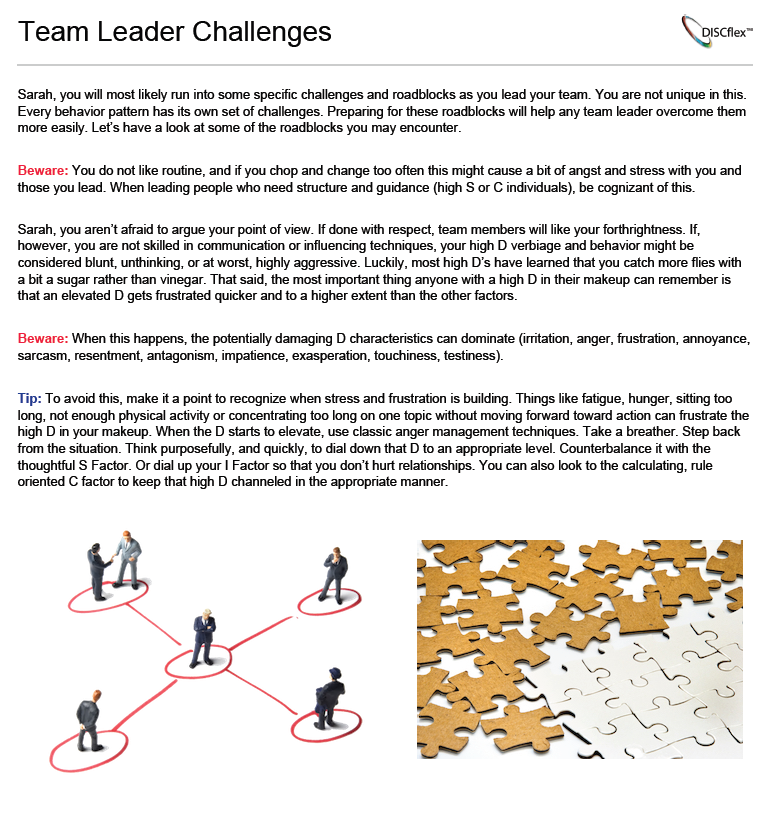 Team Leader Challenges
DISCflex™
Sarah, you will most likely run into some specific challenges and roadblocks as you lead your team. You are not unique in this.
Every behavior pattern has its own set of challenges. Preparing for these roadblocks will help any team leader overcome them
more easily. Let's have a look at some of the roadblocks you may encounter.
Beware: You do not like routine, and if you chop and change too often this might cause a bit of angst and stress with you and
those you lead. When leading people who need structure and guidance (high S or C individuals), be cognizant of this.
Sarah, you aren't afraid to argue your point of view. If done with respect, team members will like your forthrightness. If,
however, you are not skilled in communication or influencing techniques, your high D verbiage and behavior might be
considered blunt, unthinking, or at worst, highly aggressive. Luckily, most high D's have learned that you catch more flies with
a bit a sugar rather than vinegar. That said, the most important thing anyone with a high D in their makeup can remember is
that an elevated D gets frustrated quicker and to a higher extent than the other factors.
Beware: When this happens, the potentially damaging D characteristics can dominate (irritation, anger, frustration, annoyance,
sarcasm, resentment, antagonism, impatience, exasperation, touchiness, testiness).
Tip: To avoid this, make it a point to recognize when stress and frustration is building. Things like fatigue, hunger, sitting too
long, not enough physical activity or concentrating too long on one topic without moving forward toward action can frustrate the
high D in your makeup. When the D starts to elevate, use classic anger management techniques. Take a breather. Step back
from the situation. Think purposefully, and quickly, to dial down that D to an appropriate level. Counterbalance it with the
thoughtful S Factor. Or dial up your I Factor so that you don't hurt relationships. You can also look to the calculating, rule
oriented C factor to keep that high D channeled in the appropriate manner.